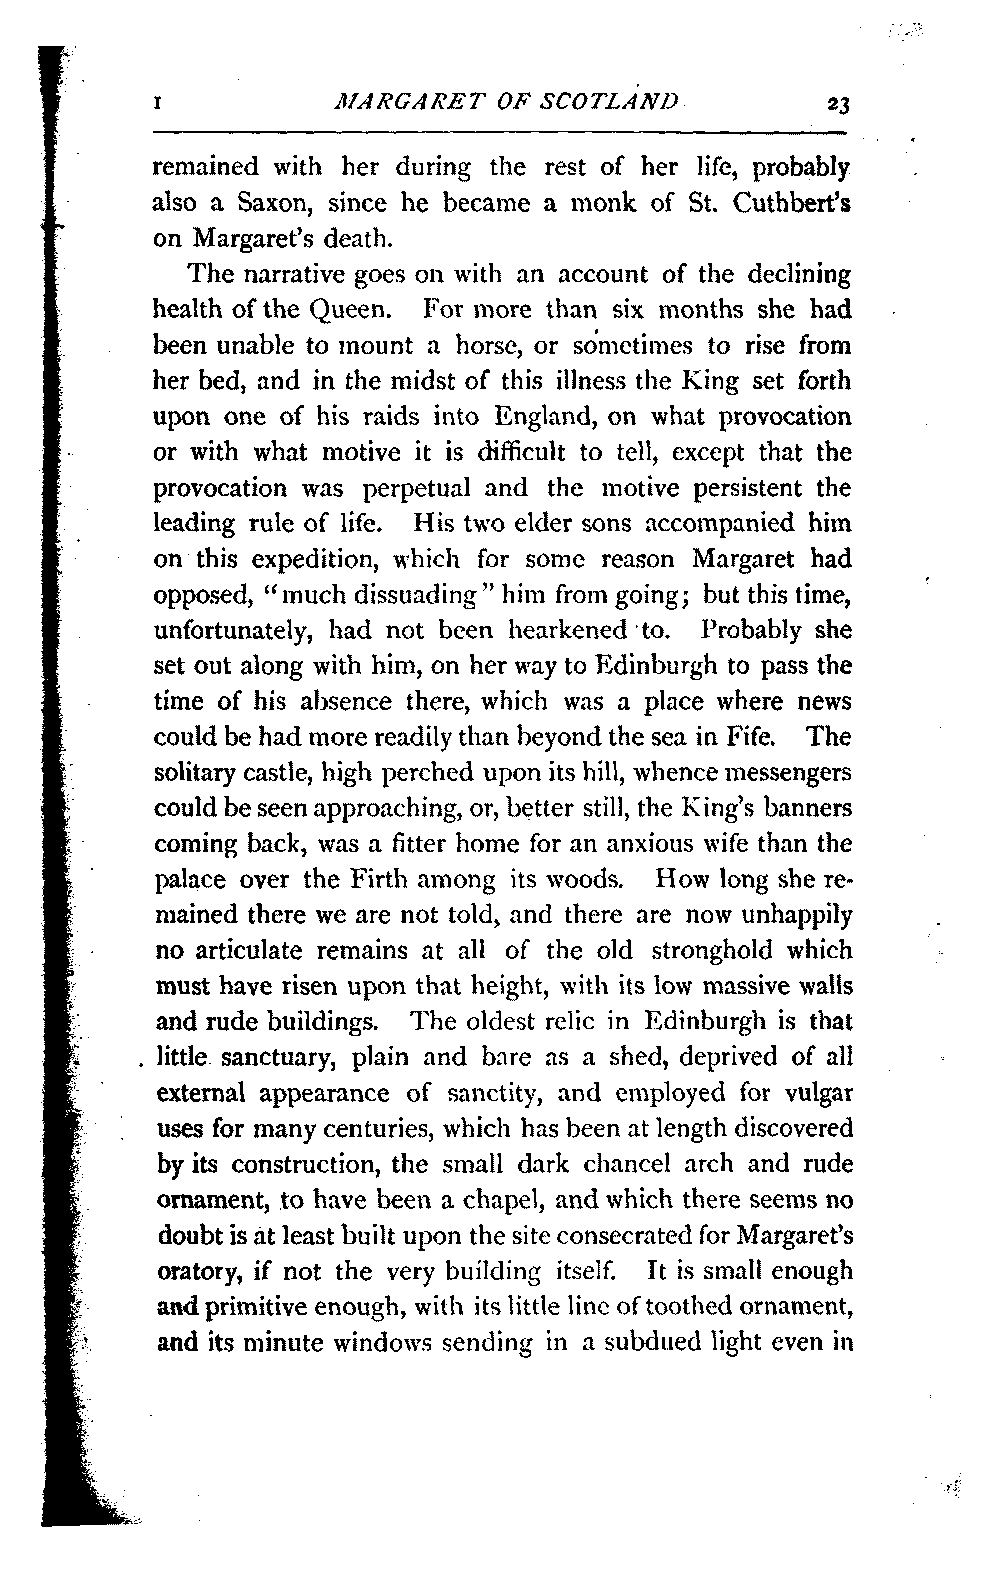 I MARGARET OF SCOTLAND 23
remained with her during the rest of her life, probably
also a Saxon, since he became a monk of St. Cuthbert's
on Margaret's death.
The narrative goes on with an account of the declining
health of the Queen. For more than six months she had
been unable to mount a horse, or sometimes to rise from
her bed, and in the midst of this illness the King set forth
upon one of his raids into England, on what provocation
or with what motive it is difficult to tell, except that the
provocation was perpetual and the motive persistent the
leading rule of life. His two elder sons accompanied him
on this expedition, which for some reason Margaret had
opposed, "much dissuading" him from going; but this time,
unfortunately, had not been hearkened to. Probably she
set out along with him, on her way to Edinburgh to pass the
time of his absence there, which was a place where news
could be had more readily than beyond the sea in Fife. The
solitary castle, high perched upon its hill, whence messengers
could be seen approaching, or, better still, the King's banners
coming back, was a fitter home for an anxious wife than the
palace over the Firth among its woods. How long she re-
mained there we are not told, and there are now unhappily
no articulate remains at all of the old stronghold which
must have risen upon that height, with its low massive walls
and rude buildings. The oldest relic in Edinburgh is that
little sanctuary, plain and bare as a shed, deprived of all
external appearance of sanctity, and employed for vulgar
uses for many centuries, which has been at length discovered
by its construction, the small dark chancel arch and rude
ornament, to have been a chapel, and which there seems no
doubt is at least built upon the site consecrated for Margaret's
oratory, if not the very building itself. It is small enough
and primitive enough, with its little line of toothed ornament,
and its minute windows sending in a subdued light even in